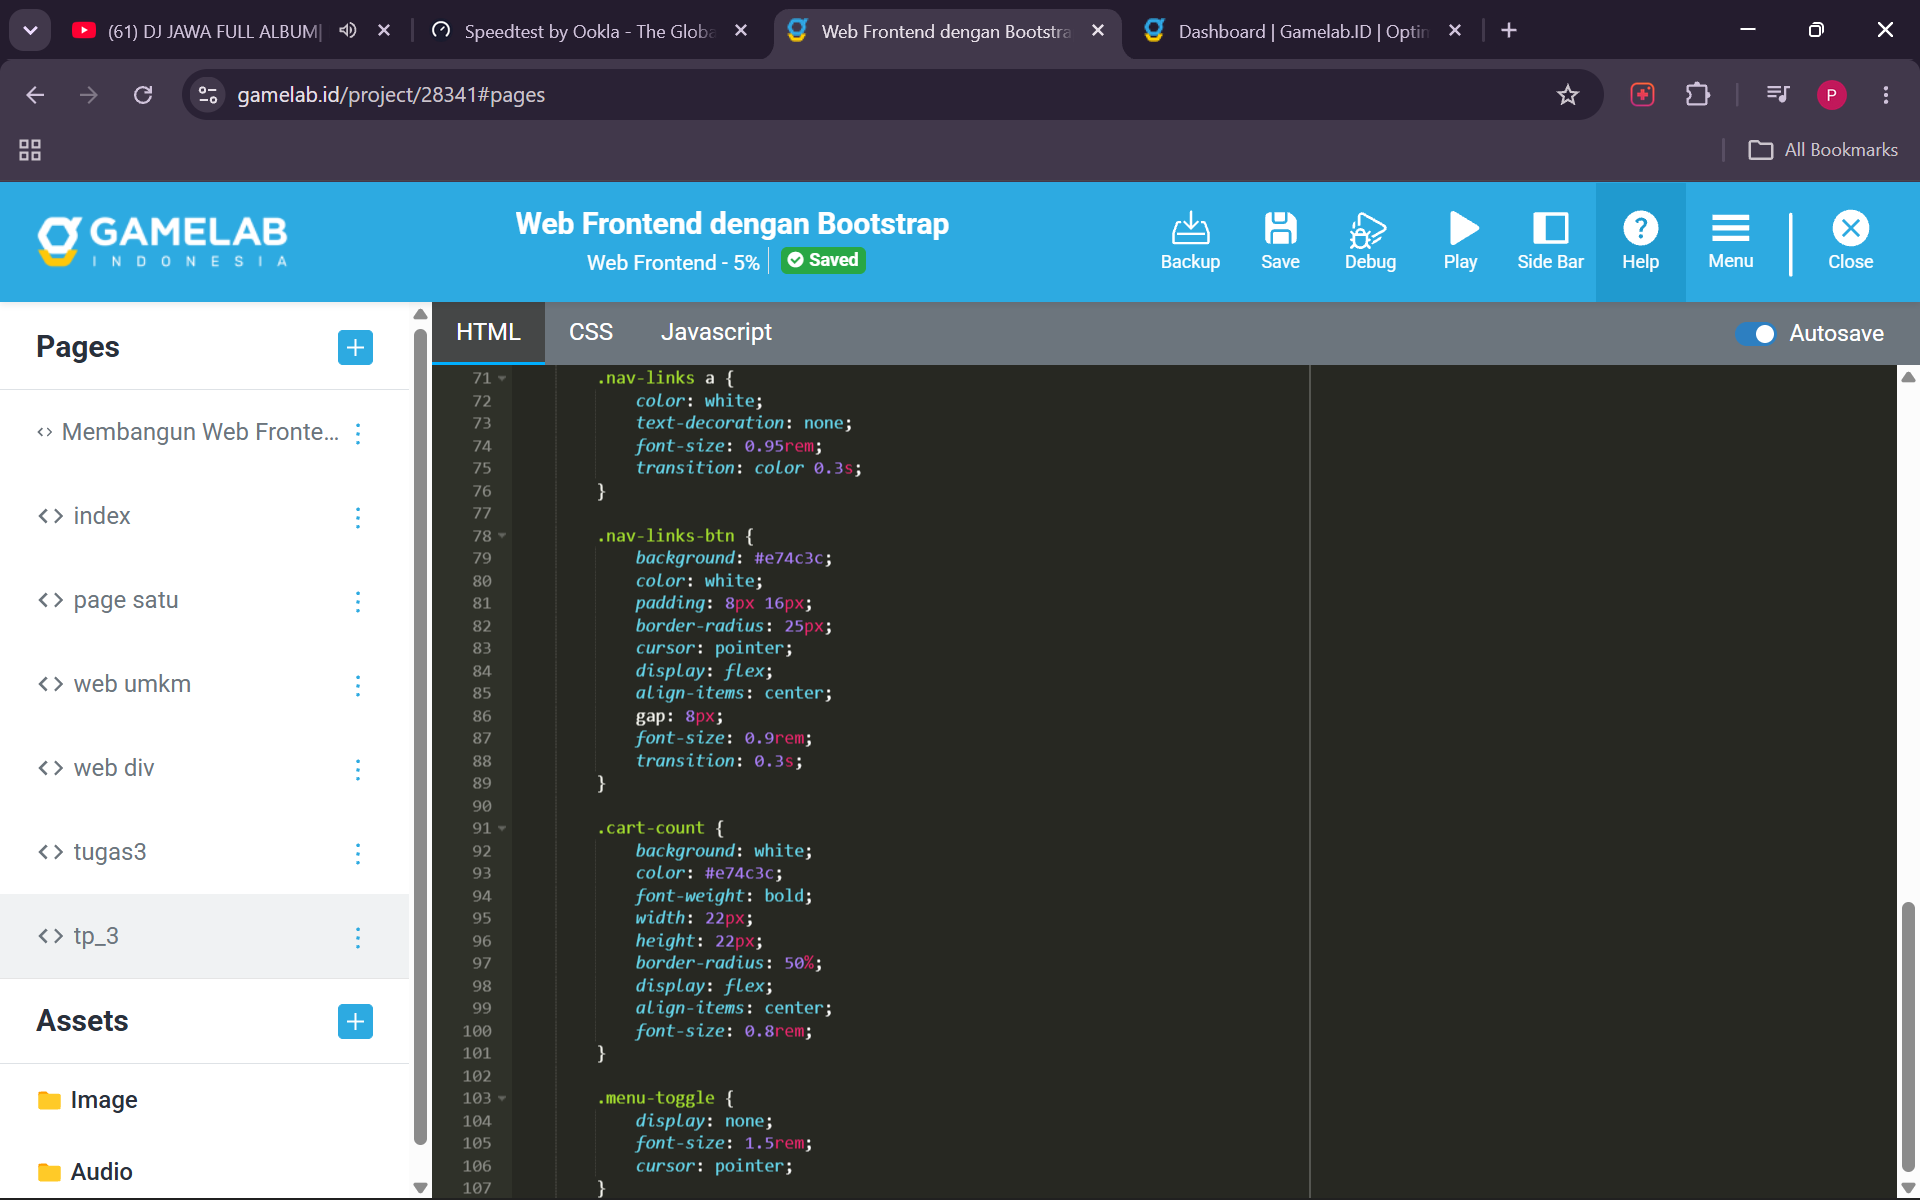 (61) DJ JAWA FULL ALBUM|
Speedtest by Ookla - The Globa
Web Frontend dengan Bootstra
Dashboard | Gamelab.ID | Optin
gamelab.id/project/28341#pages
P
All Bookmarks
GAMELAB
INDONESIA
Web Frontend dengan Bootstrap
Web Frontend - 5%
Saved
Backup
Save
Debug
Play
Side Bar
Help
Menu
Close
Pages
Membangun Web Fronte...
index
page satu
web umkm
web div
tugas3
tp_3
Assets
Image
Audio
HTML
CSS
Javascript
Autosave
71 .nav-links a {
72 color: white;
73 text-decoration: none;
74 font-size: 0.95rem;
75 transition: color 0.3s;
76 }
77
78 .nav-links-btn {
79 background: #e74c3c;
80 color: white;
81 padding: 8px 16px;
82 border-radius: 25px;
83 cursor: pointer;
84 display: flex;
85 align-items: center;
86 gap: 8px;
87 font-size: 0.9rem;
88 transition: 0.3s;
89 }
90
91 .cart-count {
92 background: white;
93 color: #e74c3c;
94 font-weight: bold;
95 width: 22px;
96 height: 22px;
97 border-radius: 50%;
98 display: flex;
99 align-items: center;
100 font-size: 0.8rem;
101 }
102
103 .menu-toggle {
104 display: none;
105 font-size: 1.5rem;
106 cursor: pointer;
107 }